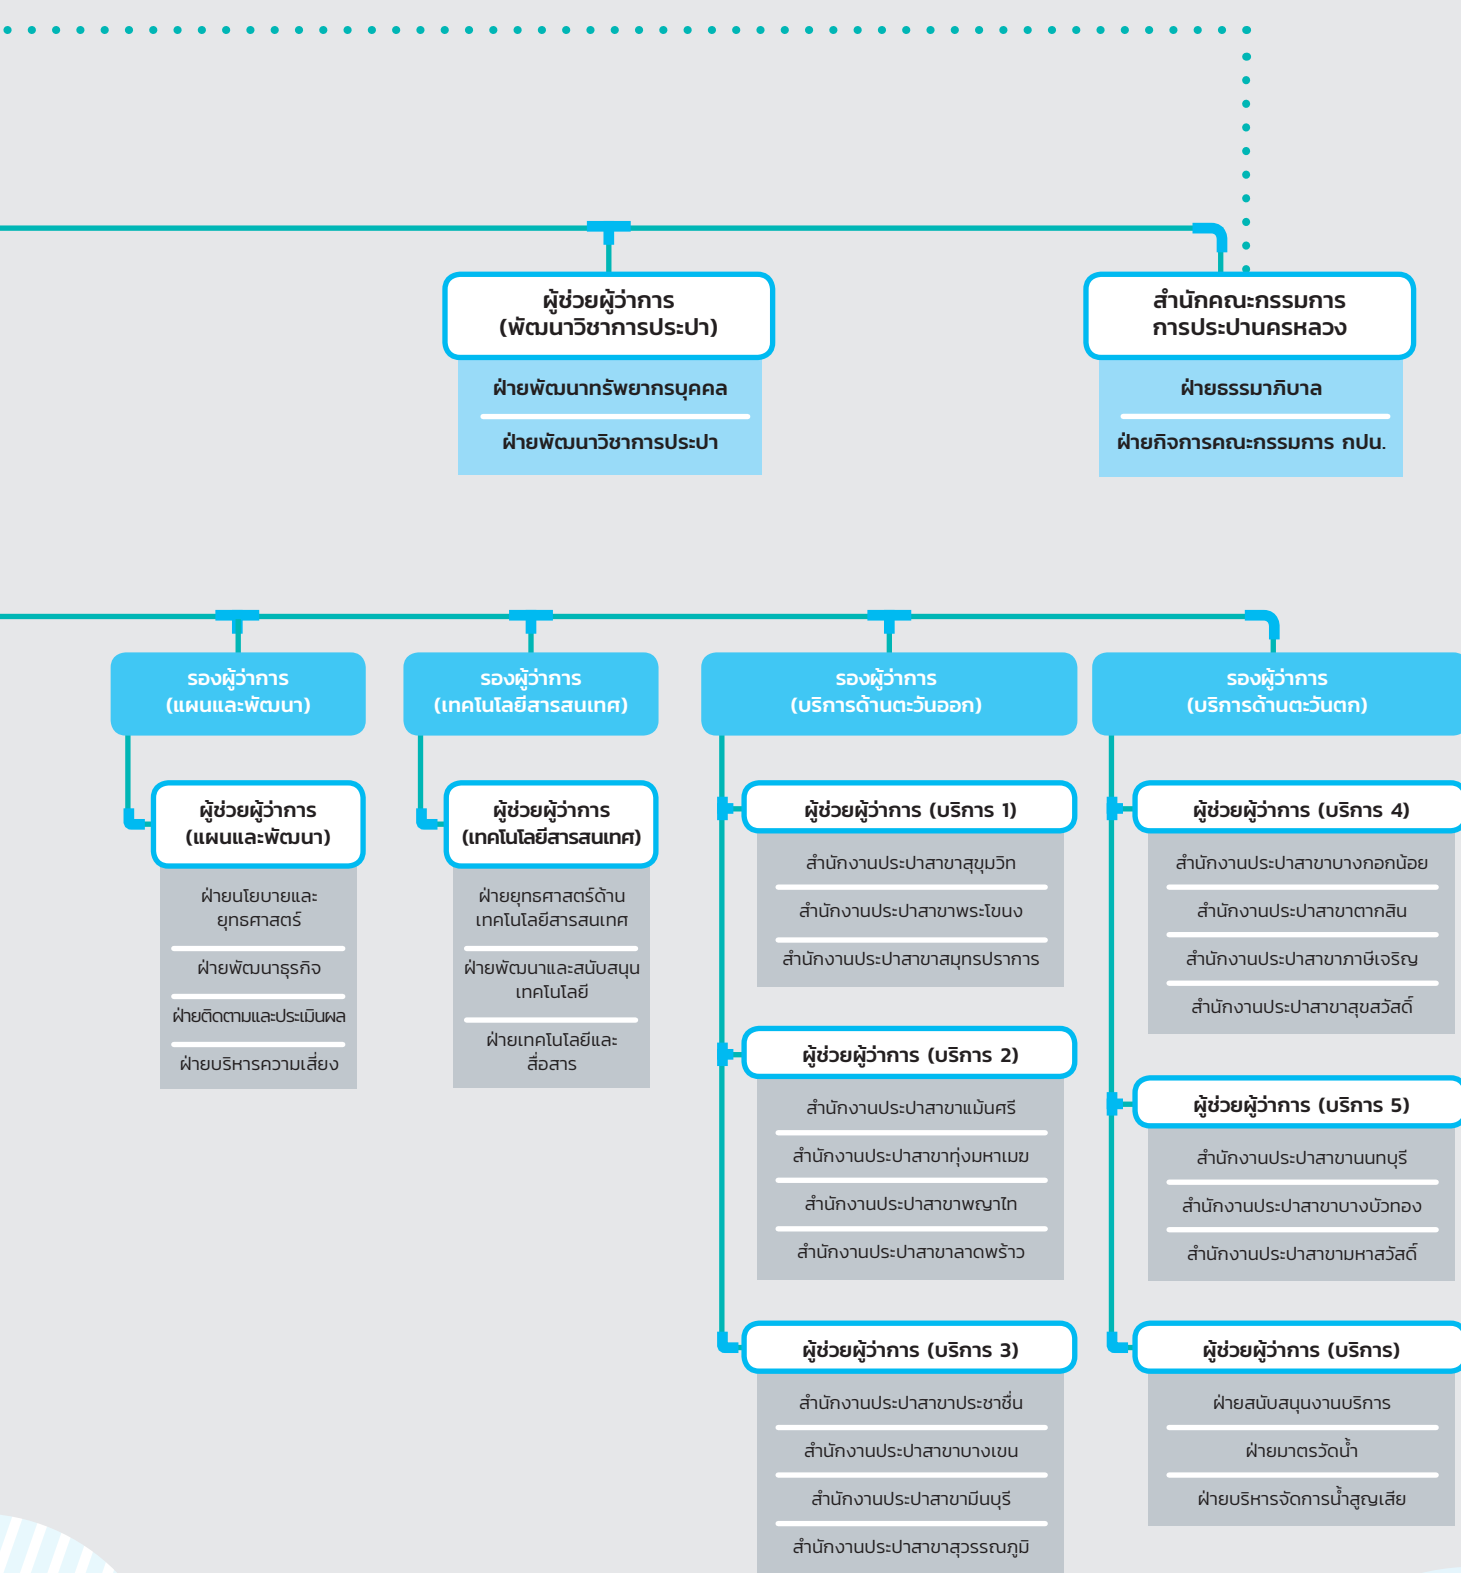 ผู้ช่วยผู้ว่าการ
(พัฒนาวิชาการประปา)
ฝ่ายพัฒนาทรัพยากรบุคคล
ฝ่ายพัฒนาวิชาการประปา
สำนักคณะกรรมการ
การประปานครหลวง
ฝ่ายธรรมาภิบาล
ฝ่ายกิจการคณะกรรมการ กปน.
รองผู้ว่าการ
(แผนและพัฒนา)
ผู้ช่วยผู้ว่าการ
(แผนและพัฒนา)
ฝ่ายนโยบายและ
ยุทธศาสตร์
ฝ่ายพัฒนาธุรกิจ
ฝ่ายติดตามและประเมินผล
ฝ่ายบริหารความเสี่ยง
รองผู้ว่าการ
(เทคโนโลยีสารสนเทศ)
ผู้ช่วยผู้ว่าการ
(เทคโนโลยีสารสนเทศ)
ฝ่ายยุทธศาสตร์ด้าน
เทคโนโลยีสารสนเทศ
ฝ่ายพัฒนาและสนับสนุน
เทคโนโลยี
ฝ่ายเทคโนโลยีและ
สื่อสาร
รองผู้ว่าการ
(บริการด้านตะวันออก)
ผู้ช่วยผู้ว่าการ (บริการ 1)
สำนักงานประปาสาขาสุขุมวิท
สำนักงานประปาสาขาพระโขนง
สำนักงานประปาสาขาสมุทรปราการ
ผู้ช่วยผู้ว่าการ (บริการ 2)
สำนักงานประปาสาขาแม้นศรี
สำนักงานประปาสาขาทุ่งมหาเมฆ
สำนักงานประปาสาขาพญาไท
สำนักงานประปาสาขาลาดพร้าว
ผู้ช่วยผู้ว่าการ (บริการ 3)
สำนักงานประปาสาขาประชาชื่น
สำนักงานประปาสาขาบางเขน
สำนักงานประปาสาขามีนบุรี
สำนักงานประปาสาขาสุวรรณภูมิ
รองผู้ว่าการ
(บริการด้านตะวันตก)
ผู้ช่วยผู้ว่าการ (บริการ 4)
สำนักงานประปาสาขาบางกอกน้อย
สำนักงานประปาสาขาตากสิน
สำนักงานประปาสาขาภาษีเจริญ
สำนักงานประปาสาขาสุขสวัสดิ์
ผู้ช่วยผู้ว่าการ (บริการ 5)
สำนักงานประปาสาขานนทบุรี
สำนักงานประปาสาขาบางบัวทอง
สำนักงานประปาสาขามหาสวัสดิ์
ผู้ช่วยผู้ว่าการ (บริการ)
ฝ่ายสนับสนุนงานบริการ
ฝ่ายมาตรวัดน้ำ
ฝ่ายบริหารจัดการน้ำสูญเสีย